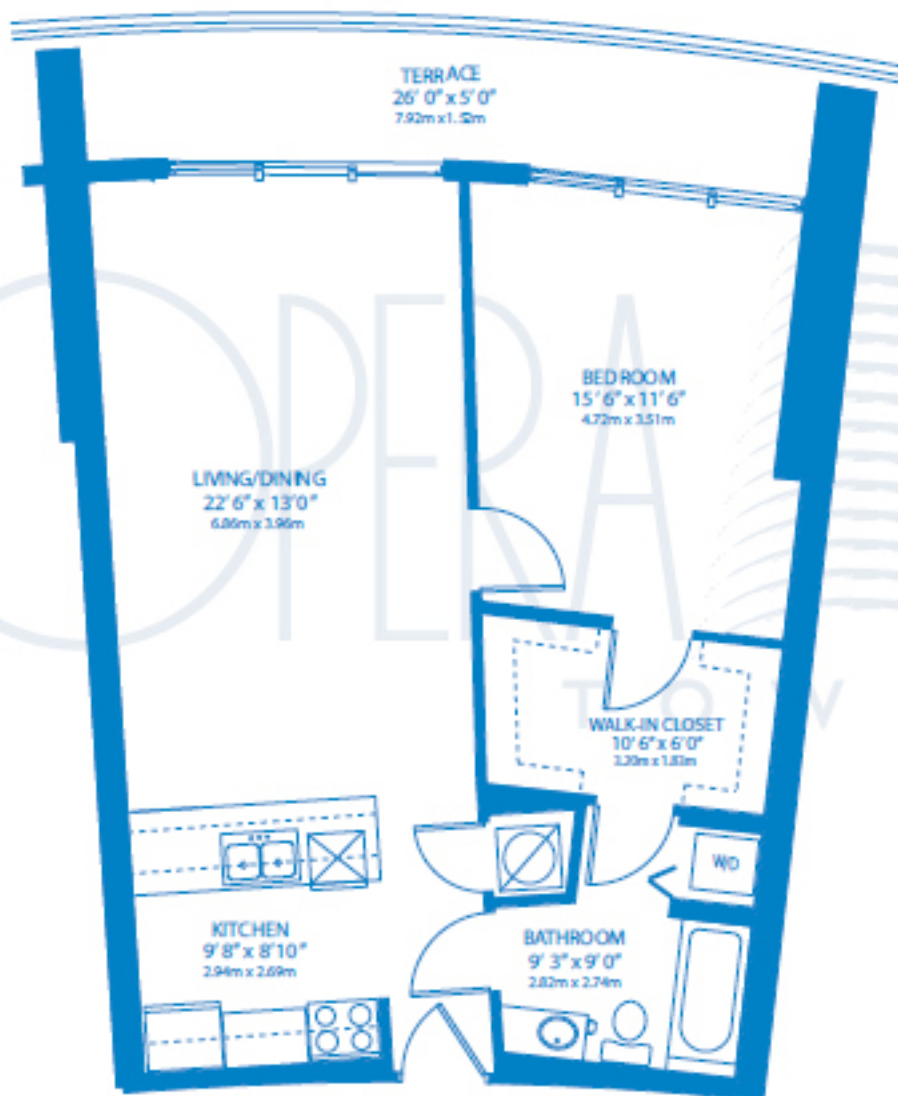 TERRACE
26' 0" x 5' 0"
7.92m x 1.52m
BEDROOM
15' 6" x 11' 6"
4.72m x 3.51m
LIVING/DINING
22' 6" x 13'0"
6.86m x 3.96m
OPERA
TOW
WALK-IN CLOSET
10' 6" x 6'0"
3.20m x 1.83m
W/D
KITCHEN
9' 8" x 8'10"
2.94m x 2.69m
BATHROOM
9' 3" x 9' 0"
2.82m x 2.74m